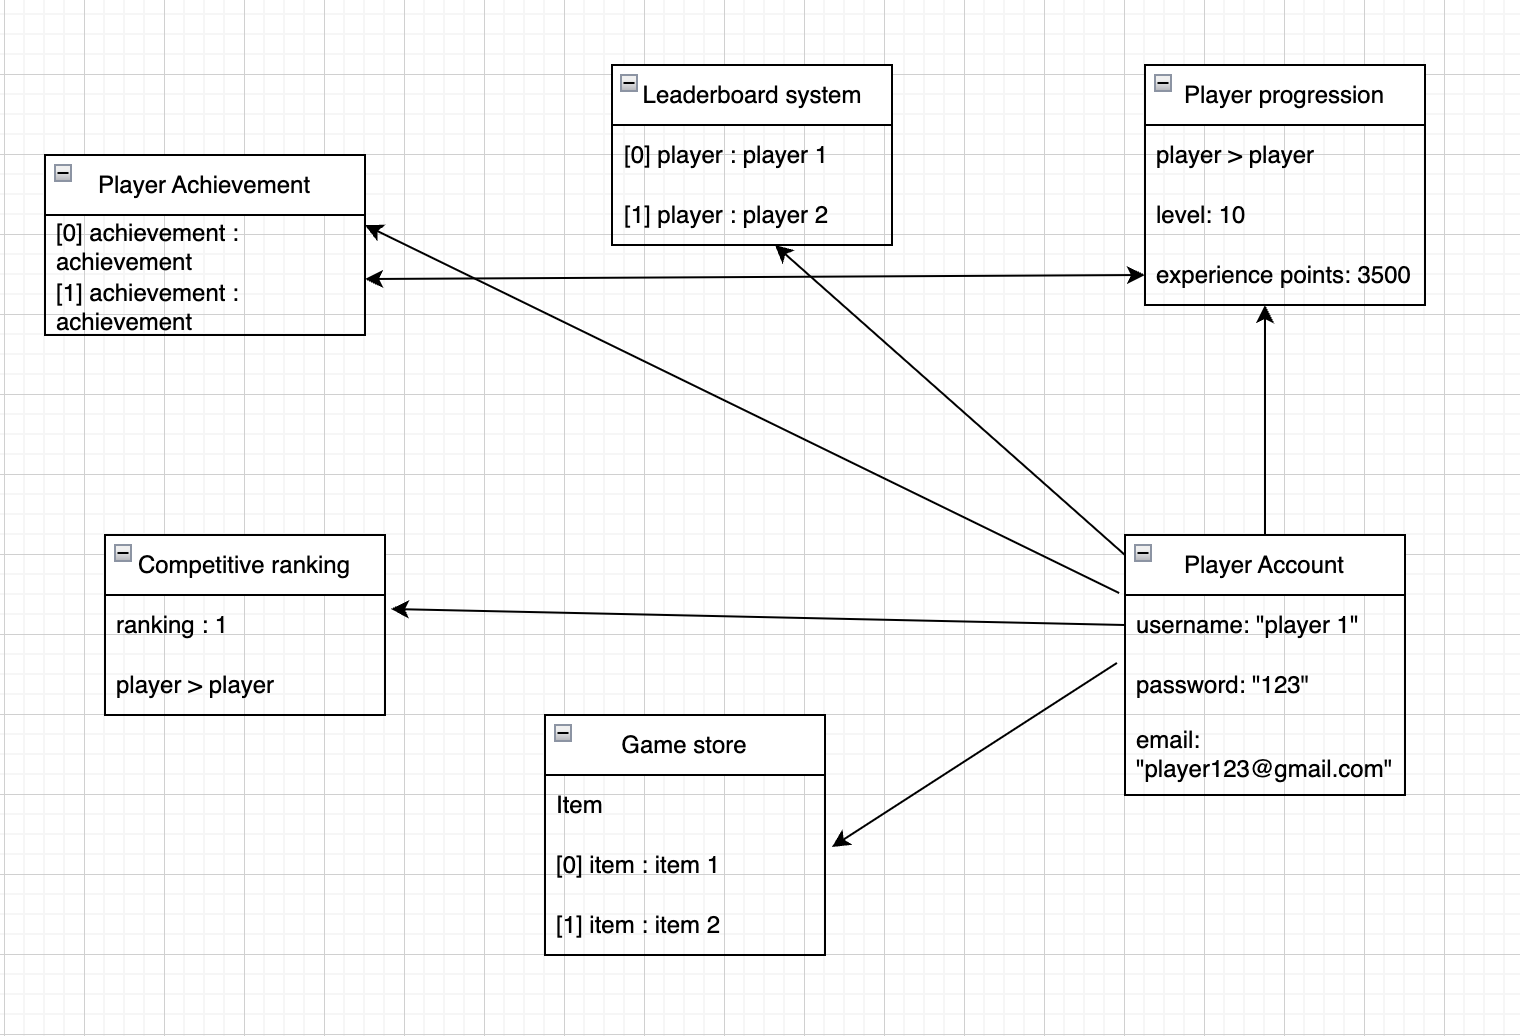 Leaderboard system
[0] player : player 1
[1] player : player 2
Player progression
player > player
level: 10
experience points: 3500
Player Achievement
[0] achievement :
achievement
[1] achievement :
achievement
Competitive ranking
ranking : 1
player > player
Player Account
username: "player 1"
password: "123"
email:
"player123@gmail.com"
Game store
Item
[0] item : item 1
[1] item : item 2